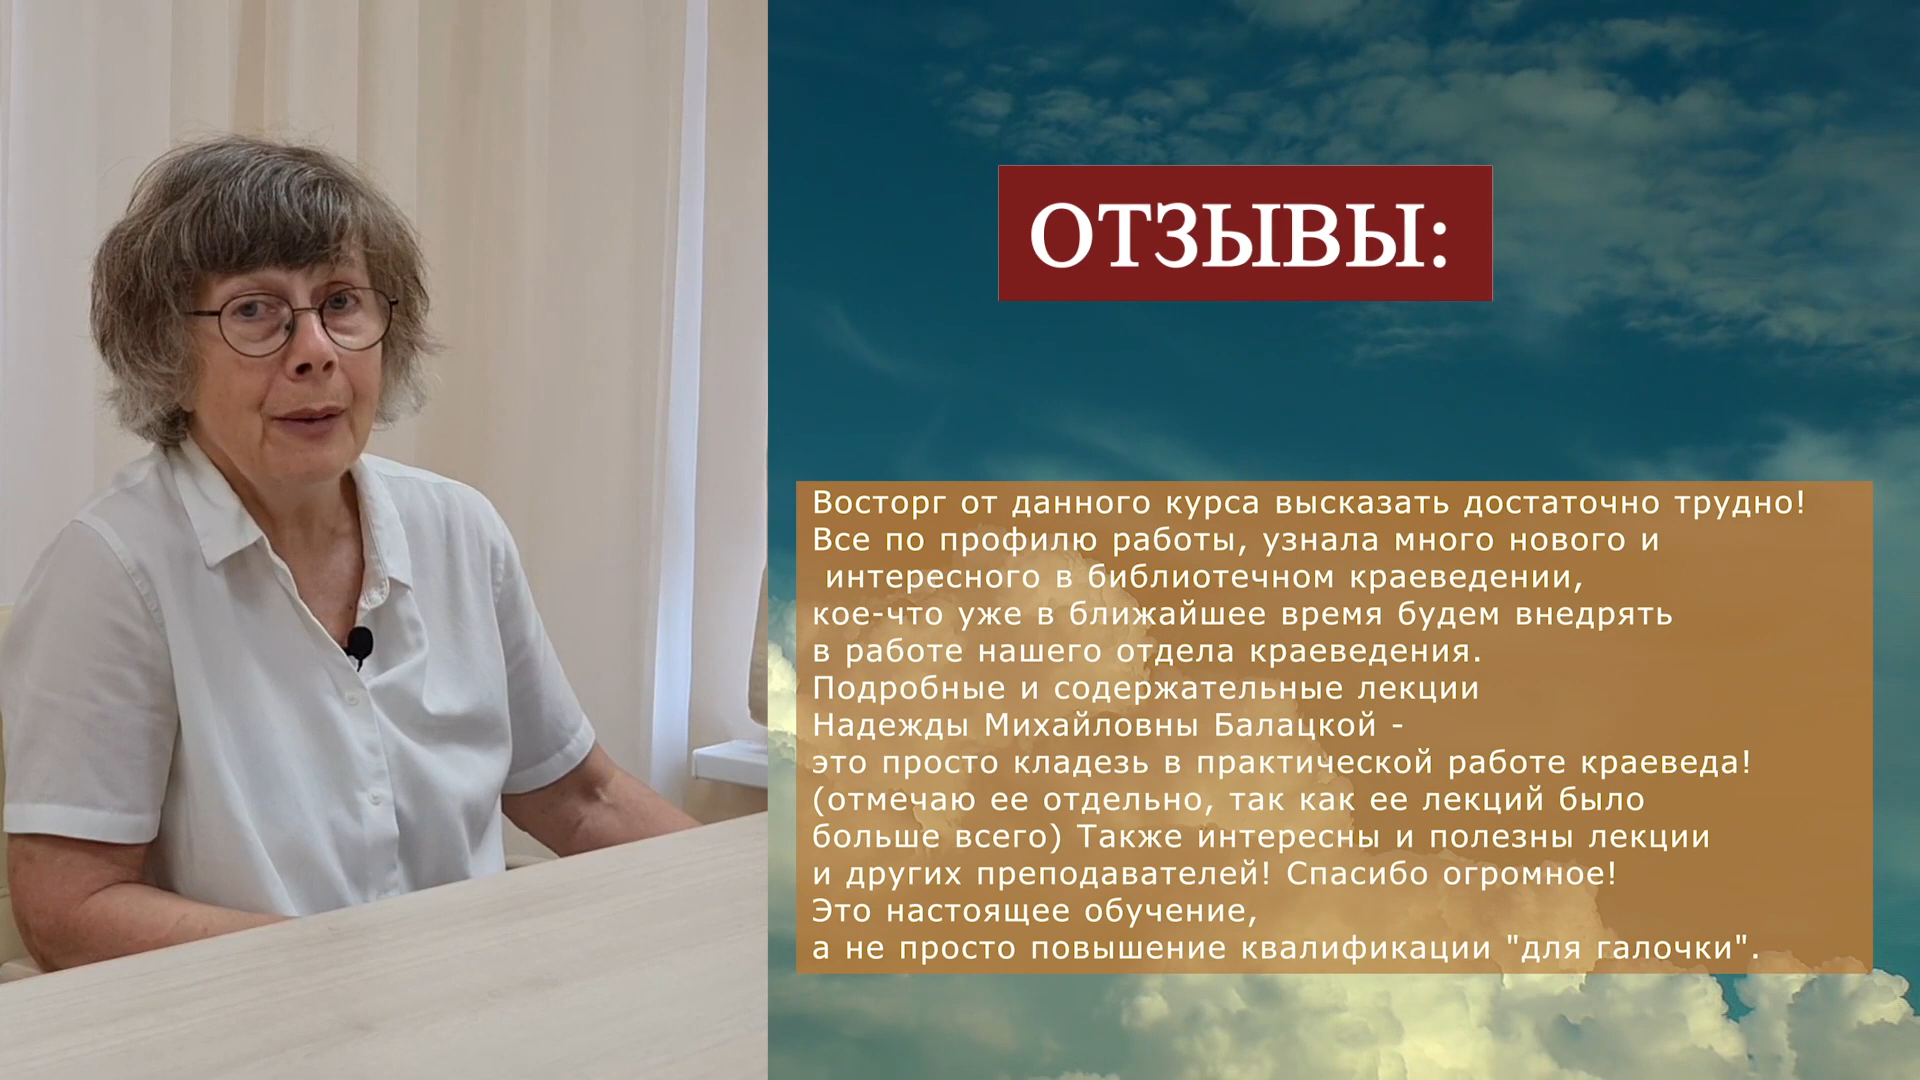 ОТЗЫВЫ:
Восторг от данного курса высказать достаточно трудно!
Все по профилю работы, узнала много нового и
интересного в библиотечном краеведении,
кое-что уже в ближайшее время будем внедрять
в работе нашего отдела краеведения.
Подробные и содержательные лекции
Надежды Михайловны Балацкой -
это просто кладезь в практической работе краеведа!
(отмечаю ее отдельно, так как ее лекций было
больше всего) Также интересны и полезны лекции
и других преподавателей! Спасибо огромное!
Это настоящее обучение,
а не просто повышение квалификации "для галочки".